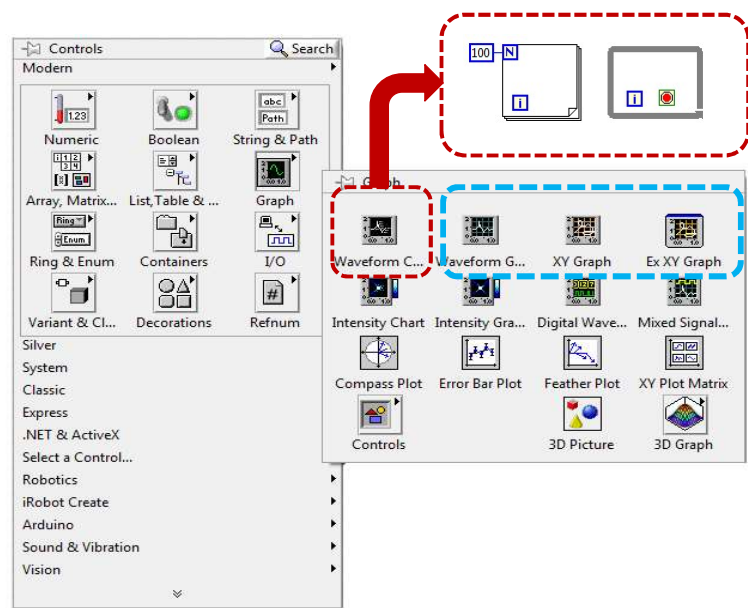 Controls
Search
Modern
1.23
abc
Path
Numeric
Boolean
String & Path
Array, Matrix...
List, Table & ...
Graph
Ring
Enum
Ring & Enum
Containers
I/O
#
Variant & Cl...
Decorations
Refnum
Silver
System
Classic
Express
.NET & ActiveX
Select a Control...
Robotics
iRobot Create
Arduino
Sound & Vibration
Vision
100
N
i
i
Graph
Waveform C...
Waveform G...
XY Graph
Ex XY Graph
Intensity Chart
Intensity Gra...
Digital Wave...
Mixed Signal...
Compass Plot
Error Bar Plot
Feather Plot
XY Plot Matrix
Controls
3D Picture
3D Graph